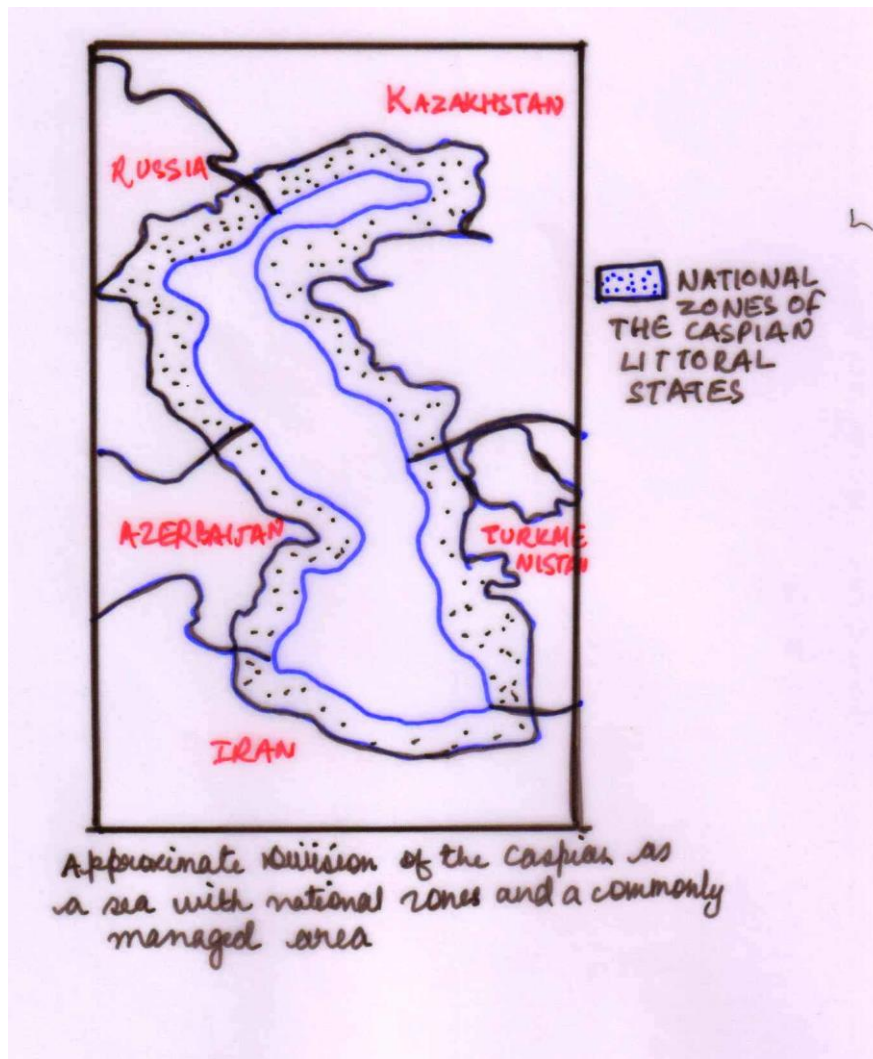 KAZAKHSTAN
RUSSIA
NATIONAL
ZONES OF
THE CASPIAN
LITTORAL
STATES
AZERBAIJAN
TURKME
NISTAN
IRAN
Approximate Division of the Caspian as
a sea with national zones and a commonly
managed area